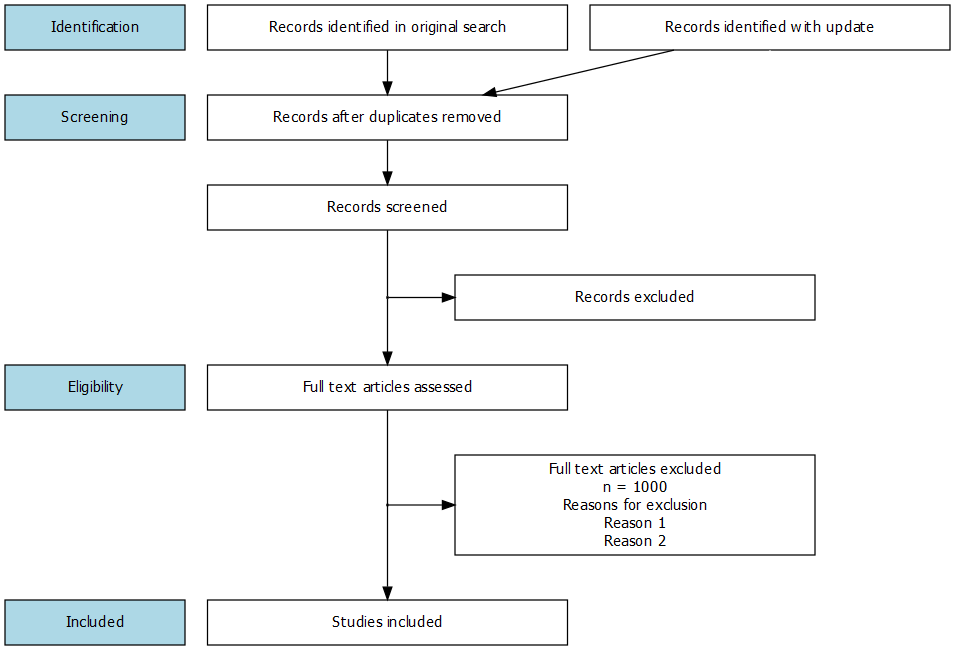 Identification
Records identified in original search
Records identified with update
Screening
Records after duplicates removed
Records screened
Records excluded
Eligibility
Full text articles assessed
Full text articles excluded
n = 1000
Reasons for exclusion
Reason 1
Reason 2
Included
Studies included